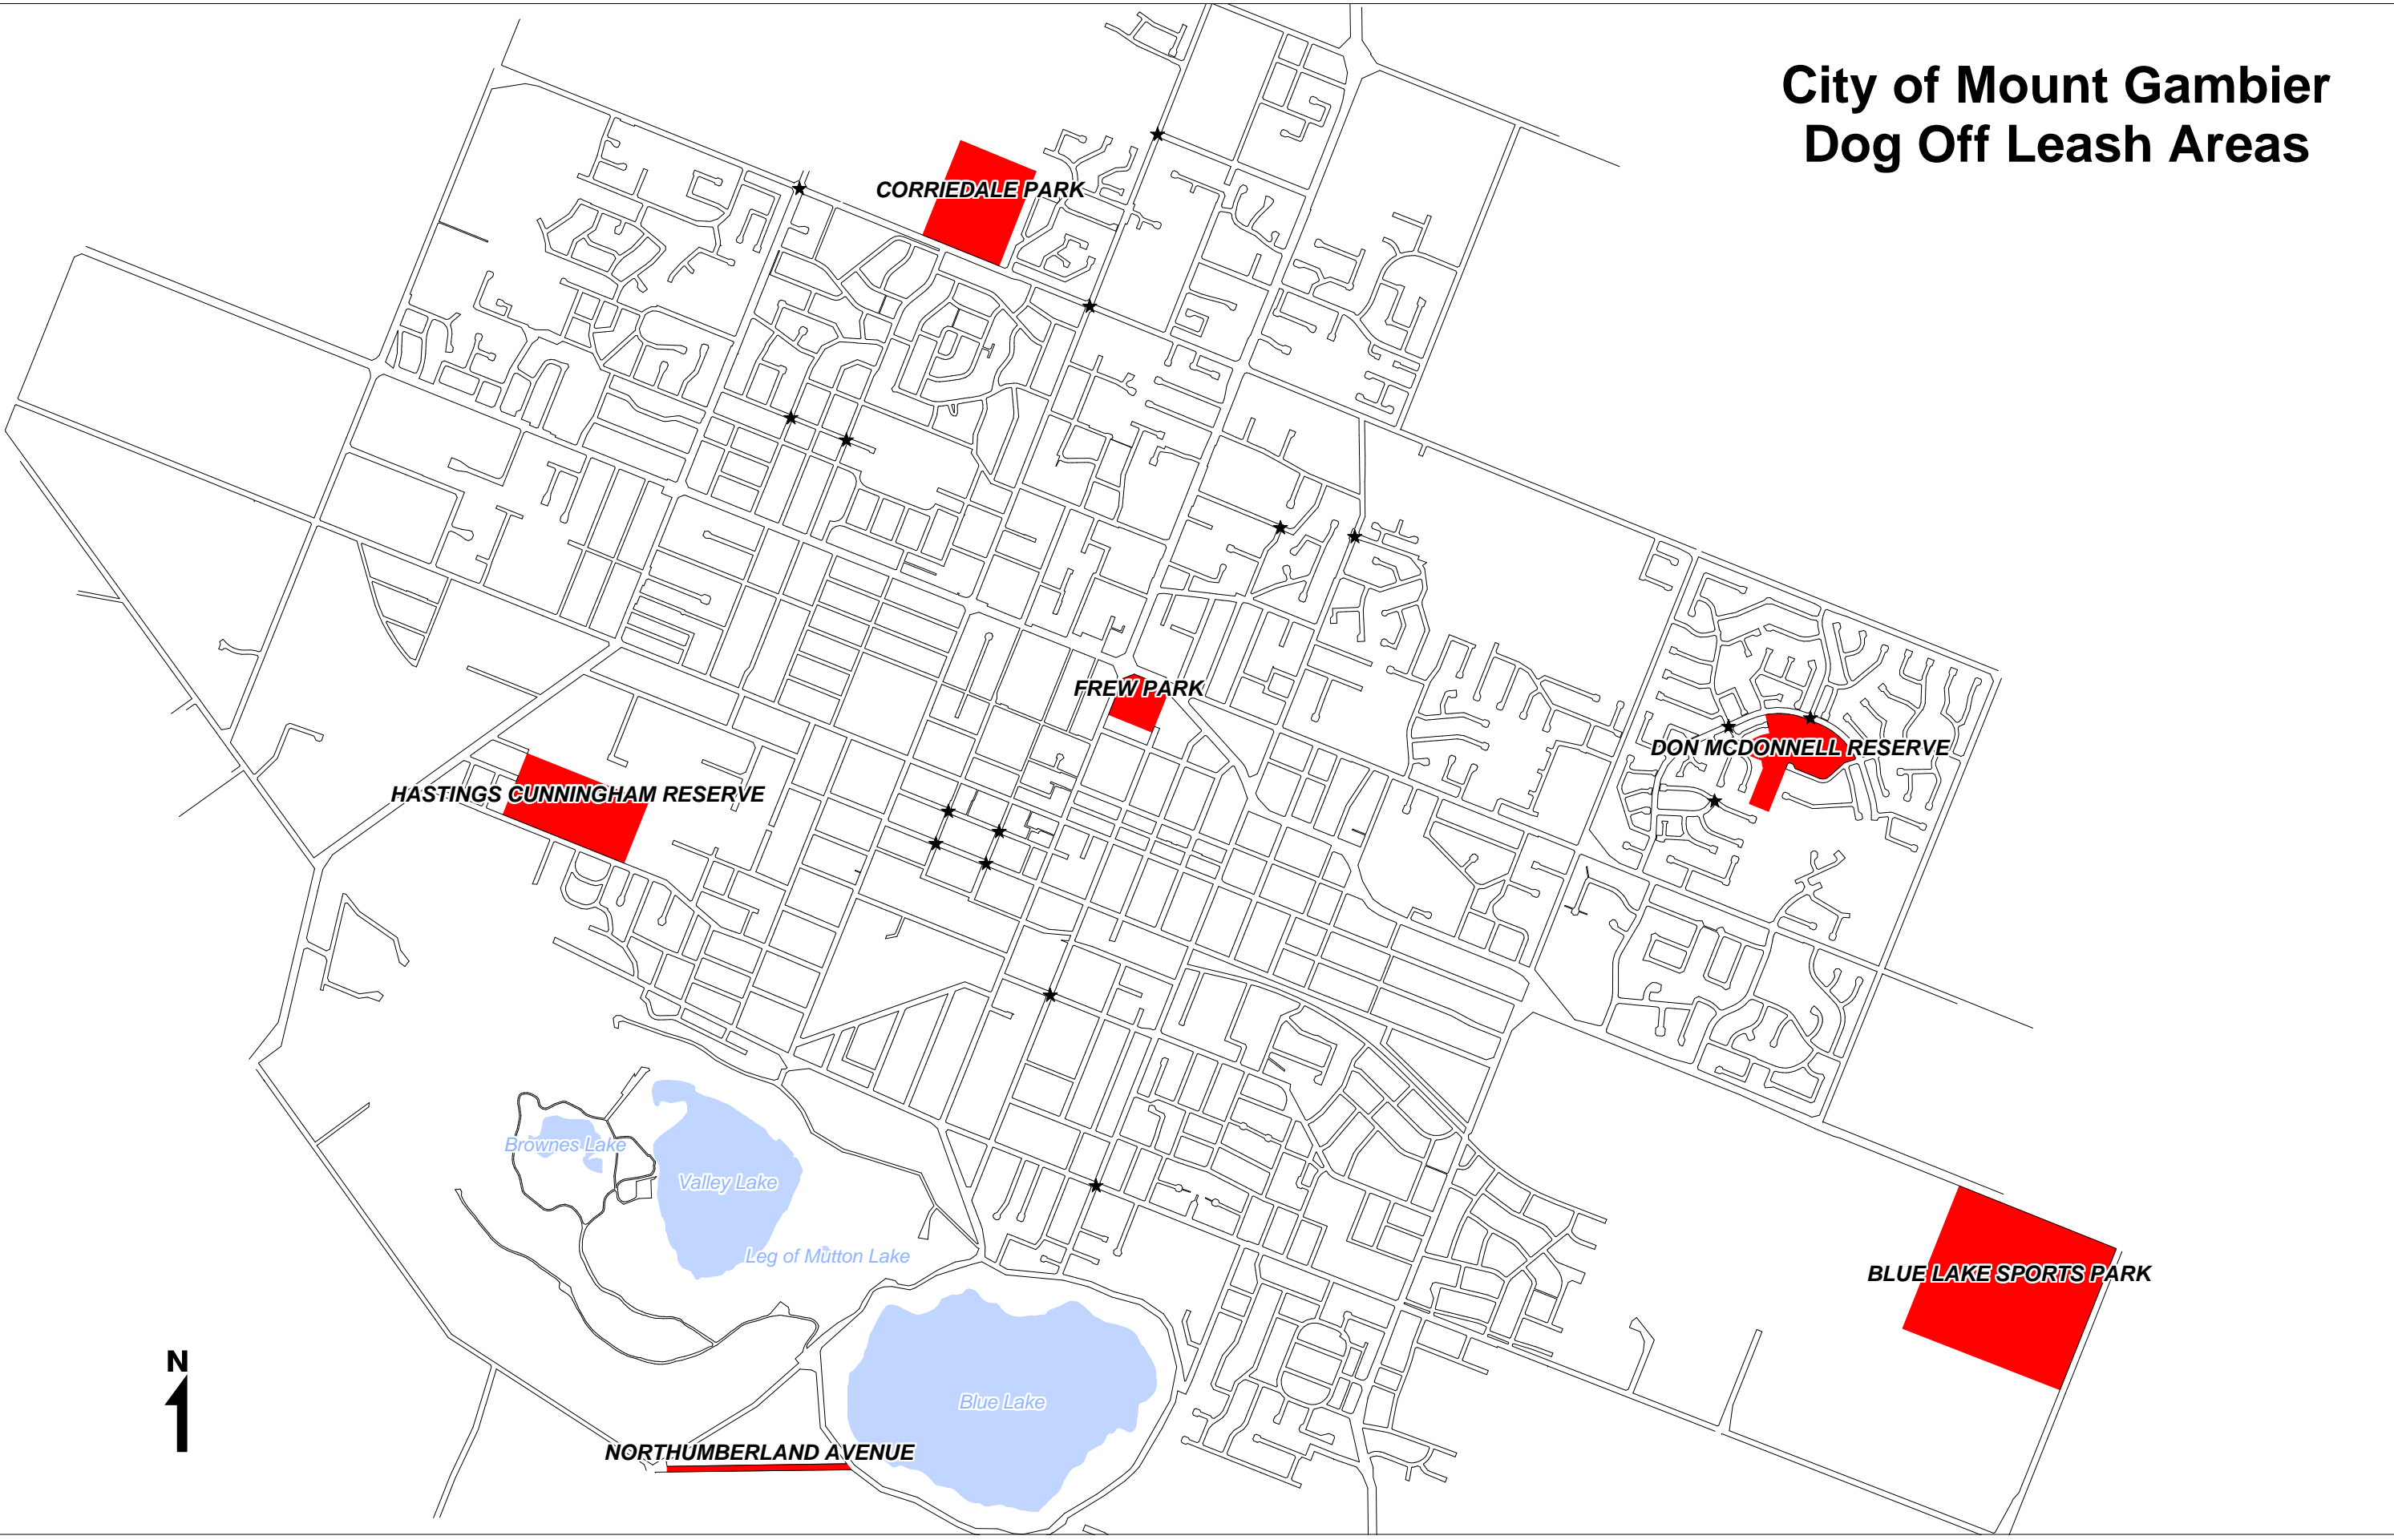 City of Mount Gambier
Dog Off Leash Areas
CORRIEDALE PARK
FREW PARK
DON MCDONNELL RESERVE
HASTINGS CUNNINGHAM RESERVE
Brownes Lake
Valley Lake
Leg of Mutton Lake
BLUE LAKE SPORTS PARK
N
Blue Lake
NORTHUMBERLAND AVENUE